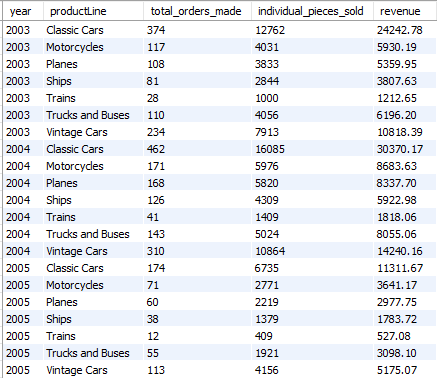 year productLine total_orders_made individual_pieces_sold revenue
2003 Classic Cars 374 12762 24242.78
2003 Motorcycles 117 4031 5930.19
2003 Planes 108 3833 5359.95
2003 Ships 81 2844 3807.63
2003 Trains 28 1000 1212.65
2003 Trucks and Buses 110 4056 6196.20
2003 Vintage Cars 234 7913 10818.39
2004 Classic Cars 462 16085 30370.17
2004 Motorcycles 171 5976 8683.63
2004 Planes 168 5820 8337.70
2004 Ships 126 4309 5922.98
2004 Trains 41 1409 1818.06
2004 Trucks and Buses 143 5024 8055.06
2004 Vintage Cars 310 10864 14240.16
2005 Classic Cars 174 6735 11311.67
2005 Motorcycles 71 2771 3641.17
2005 Planes 60 2219 2977.75
2005 Ships 38 1379 1783.72
2005 Trains 12 409 527.08
2005 Trucks and Buses 55 1921 3098.10
2005 Vintage Cars 113 4156 5175.07